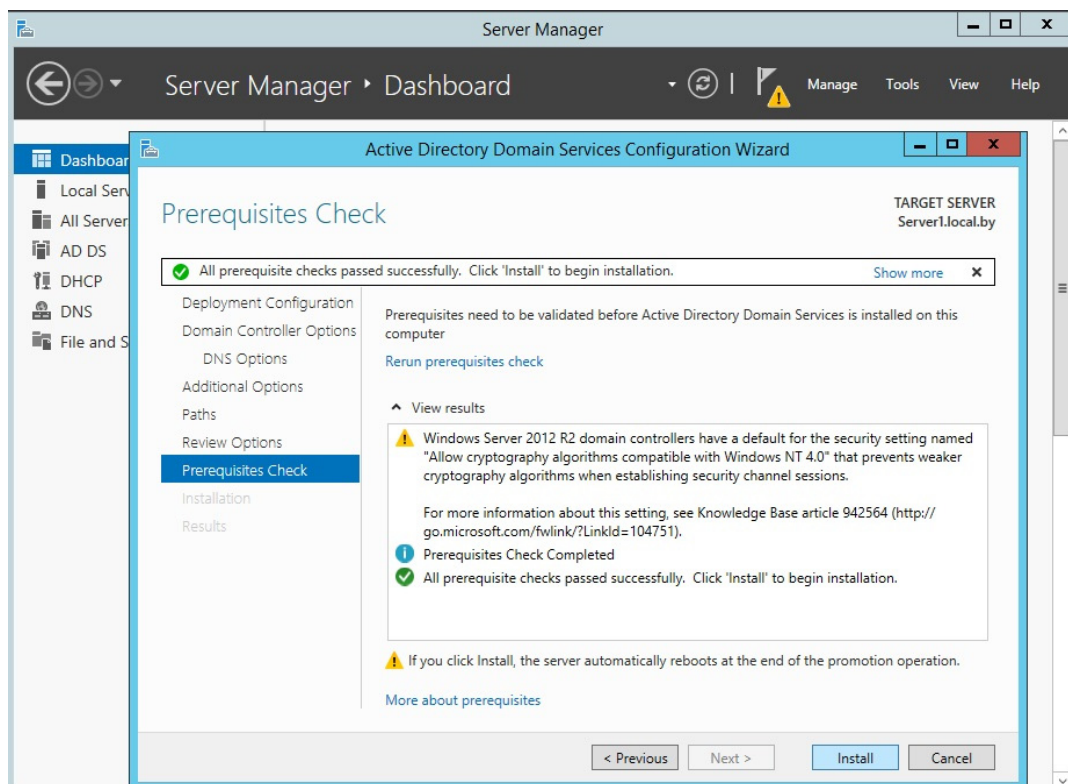 Server Manager
Server Manager • Dashboard
Manage
Tools
View
Help
Dashboar
Local Serv
All Server
AD DS
DHCP
DNS
File and S
Active Directory Domain Services Configuration Wizard
Prerequisites Check
TARGET SERVER
Server1.local.by
All prerequisite checks passed successfully. Click 'Install' to begin installation.
Show more
Deployment Configuration
Domain Controller Options
DNS Options
Additional Options
Paths
Review Options
Prerequisites Check
Installation
Results
Prerequisites need to be validated before Active Directory Domain Services is installed on this
computer
Rerun prerequisites check
View results
Windows Server 2012 R2 domain controllers have a default for the security setting named
"Allow cryptography algorithms compatible with Windows NT 4.0" that prevents weaker
cryptography algorithms when establishing security channel sessions.
For more information about this setting, see Knowledge Base article 942564 (http://
go.microsoft.com/fwlink/?LinkId=104751).
Prerequisites Check Completed
All prerequisite checks passed successfully. Click 'Install' to begin installation.
If you click Install, the server automatically reboots at the end of the promotion operation.
More about prerequisites
< Previous
Next >
Install
Cancel